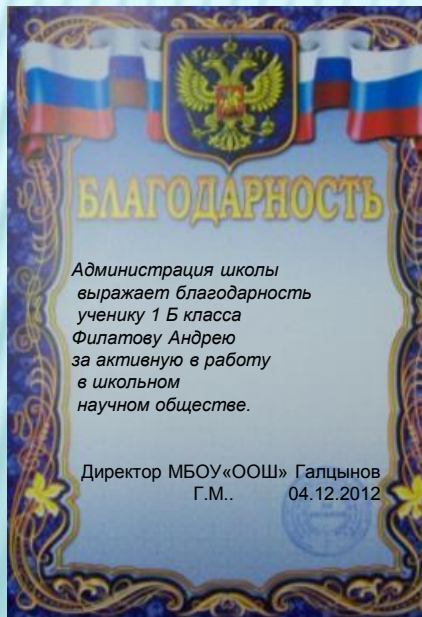 БЛАГОДАРНОСТЬ
Администрация школы
выражает благодарность
ученику 1 Б класса
Филатову Андрею
за активную в работу
в школьном
научном обществе.
Директор МБОУ«ООШ» Галцынов
Г.М.. 04.12.2012